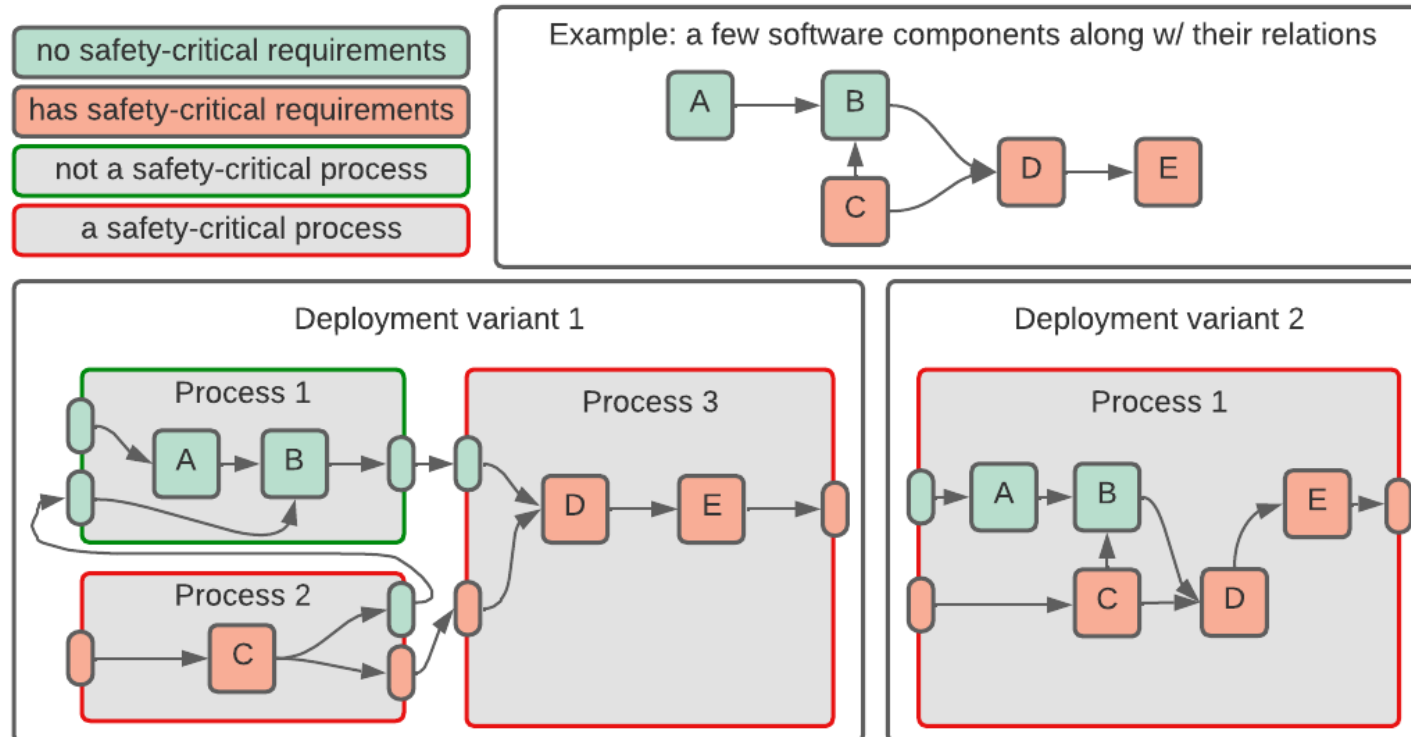 no safety-critical requirements
has safety-critical requirements
not a safety-critical process
a safety-critical process
Example: a few software components along w/ their relations
A
B
C
D
E
Deployment variant 1
Process 1
A
B
Process 2
C
Process 3
D
E
Deployment variant 2
Process 1
A
B
E
C
D